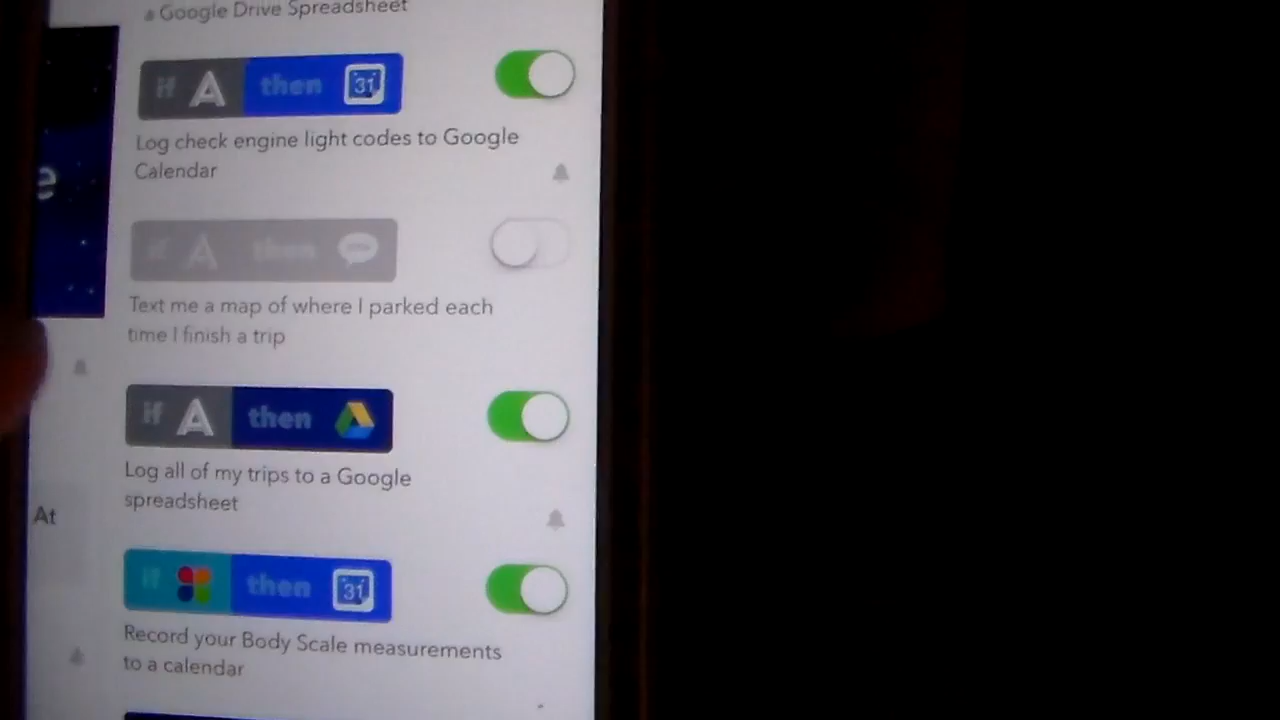 a Google Drive Spreadsheet
if A then 31
Log check engine light codes to Google
Calendar
if A then
Text me a map of where I parked each
time I finish a trip
if A then
Log all of my trips to a Google
spreadsheet
At
if then 31
Record your Body Scale measurements
to a calendar
e